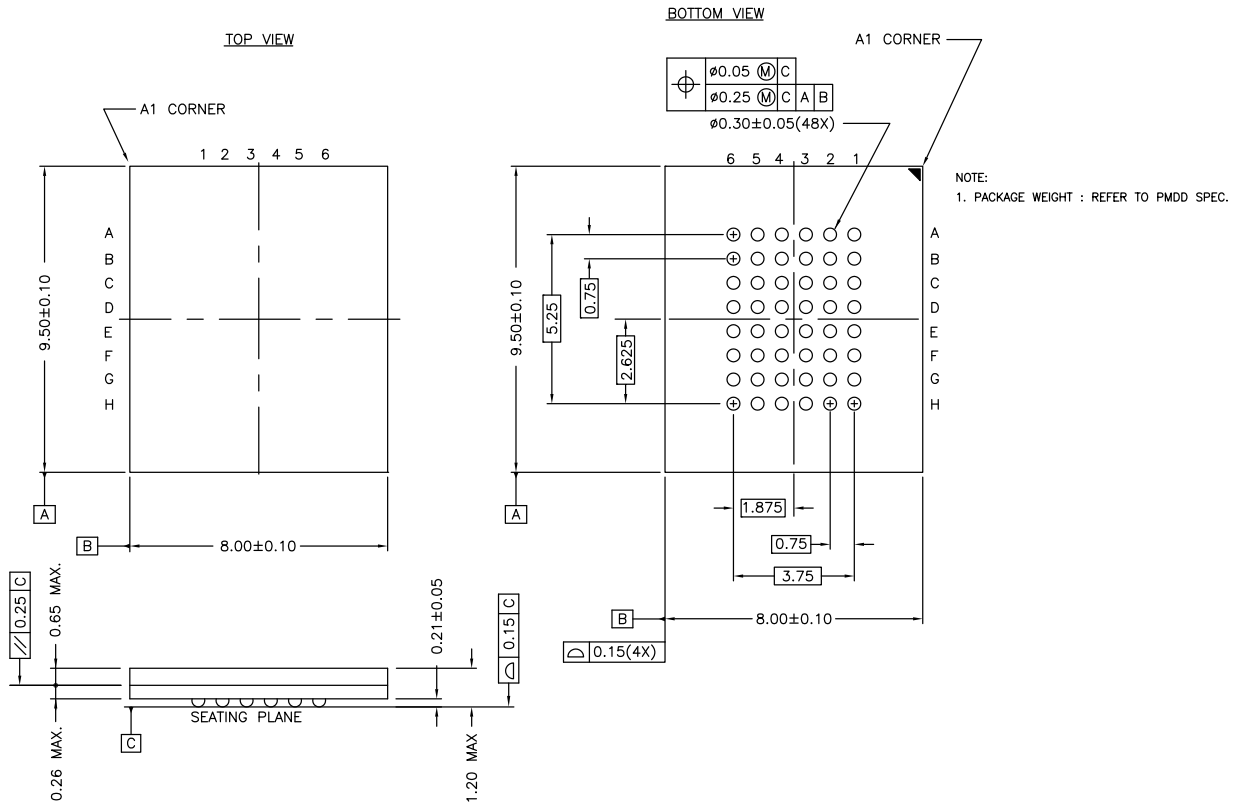 TOP VIEW
A1 CORNER
1 2 3 4 5 6
A
B
C
D
E
F
G
H
9.50±0.10
A
B
8.00±0.10
BOTTOM VIEW
A1 CORNER
ø0.05 Ⓜ C
ø0.25 Ⓜ C A B
ø0.30±0.05(48X)
6 5 4 3 2 1
A
B
C
D
E
F
G
H
9.50±0.10
5.25
0.75
2.625
A
1.875
0.75
3.75
B
8.00±0.10
0.15(4X)
NOTE:
1. PACKAGE WEIGHT : REFER TO PMDD SPEC.
// 0.25 C
0.65 MAX.
0.26 MAX.
SEATING PLANE
C
0.21±0.05
1.20 MAX.
0.15 C